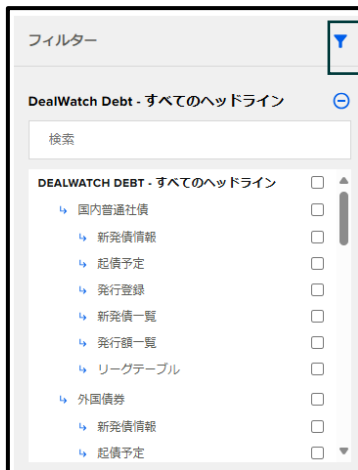 フィルター
DealWatch Debt - すべてのヘッドライン
検索
DEALWATCH DEBT - すべてのヘッドライン
国内普通社債
新発債情報
起債予定
発行登録
新発債一覧
発行額一覧
リーグテーブル
外国債券
新発債情報
起債予定